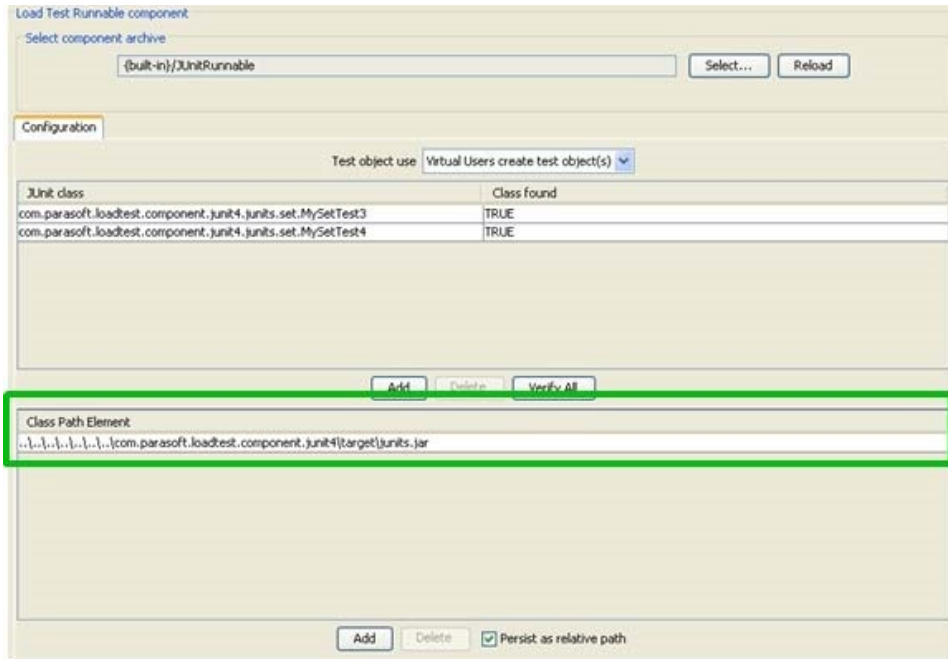 Load Test Runnable component
Select component archive
{built-in}/JUnitRunnable Select... Reload
Configuration
Test object use Virtual Users create test object(s)
JUnit class Class found
com.parasoft.loadtest.component.junit4.junits.set.MySetTest3 TRUE
com.parasoft.loadtest.component.junit4.junits.set.MySetTest4 TRUE
Add Delete Verify All
Class Path Element
..\..\..\..\..\..\com.parasoft.loadtest.component.junit4\target\junits.jar
Add Delete Persist as relative path